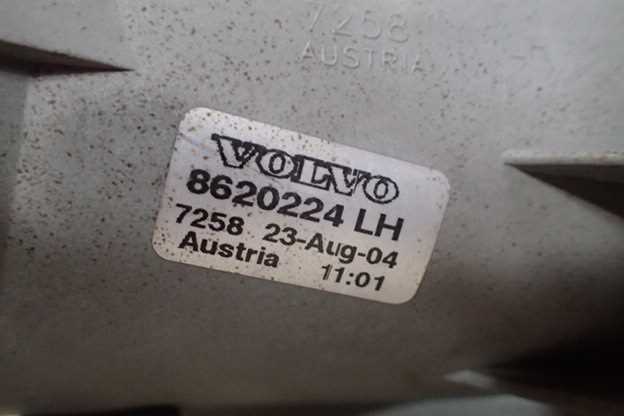 7258
AUSTRIA
VOLVO
8620224 LH
7258 23-Aug-04
Austria 11:01